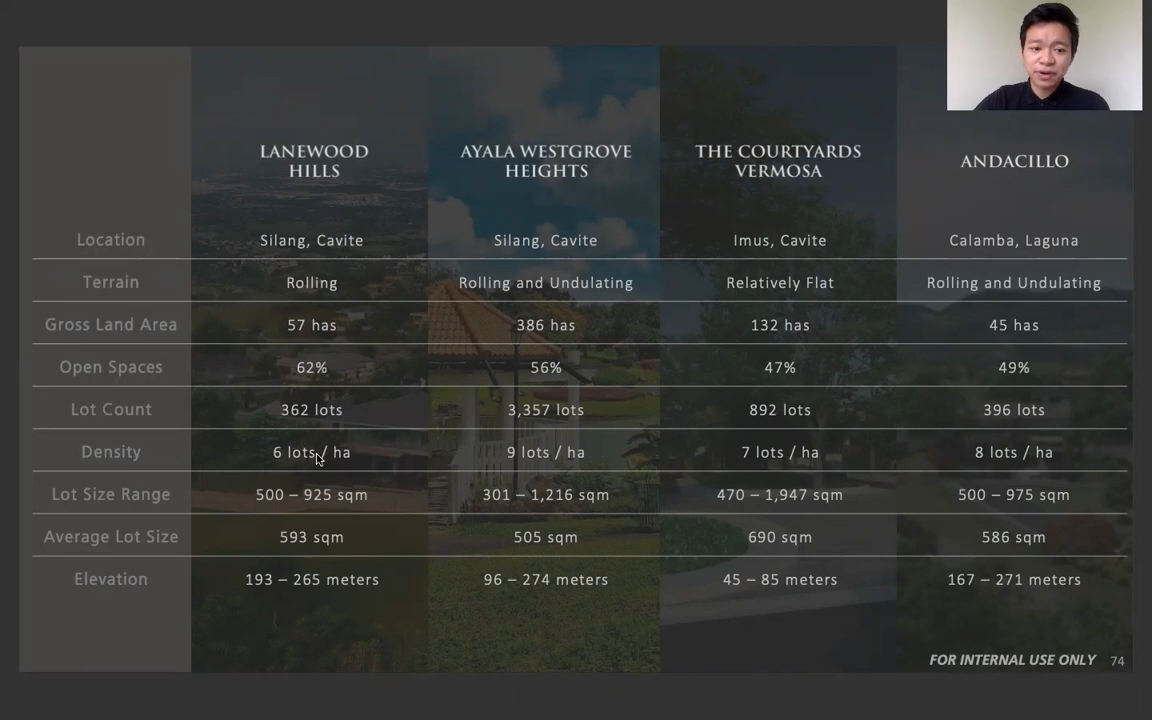 LANEWOOD HILLS AYALA WESTGROVE HEIGHTS THE COURTYARDS VERMOSA ANDACILLO
Location Silang, Cavite Silang, Cavite Imus, Cavite Calamba, Laguna
Terrain Rolling Rolling and Undulating Relatively Flat Rolling and Undulating
Gross Land Area 57 has 386 has 132 has 45 has
Open Spaces 62% 56% 47% 49%
Lot Count 362 lots 3,357 lots 892 lots 396 lots
Density 6 lots / ha 9 lots / ha 7 lots / ha 8 lots / ha
Lot Size Range 500 – 925 sqm 301 – 1,216 sqm 470 – 1,947 sqm 500 – 975 sqm
Average Lot Size 593 sqm 505 sqm 690 sqm 586 sqm
Elevation 193 – 265 meters 96 – 274 meters 45 – 85 meters 167 – 271 meters
FOR INTERNAL USE ONLY 74